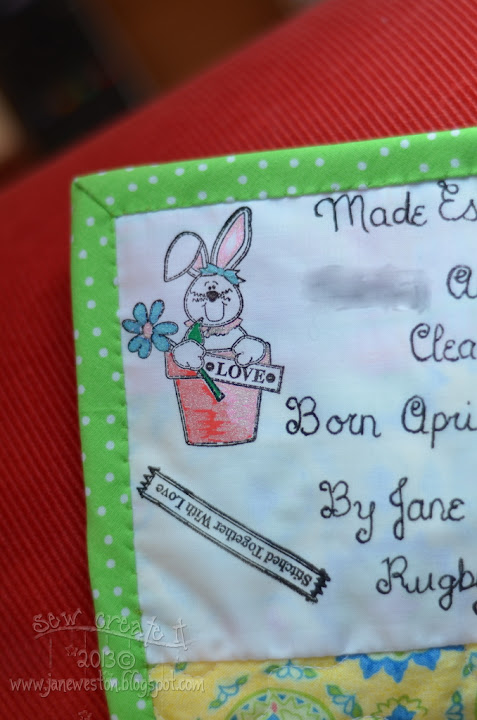 Made Es
A
Clea
LOVE
Born Apri
By Jane
Stitched Together With Love
Rugby
sew create it
2013©
www.janeweston.blogspot.com